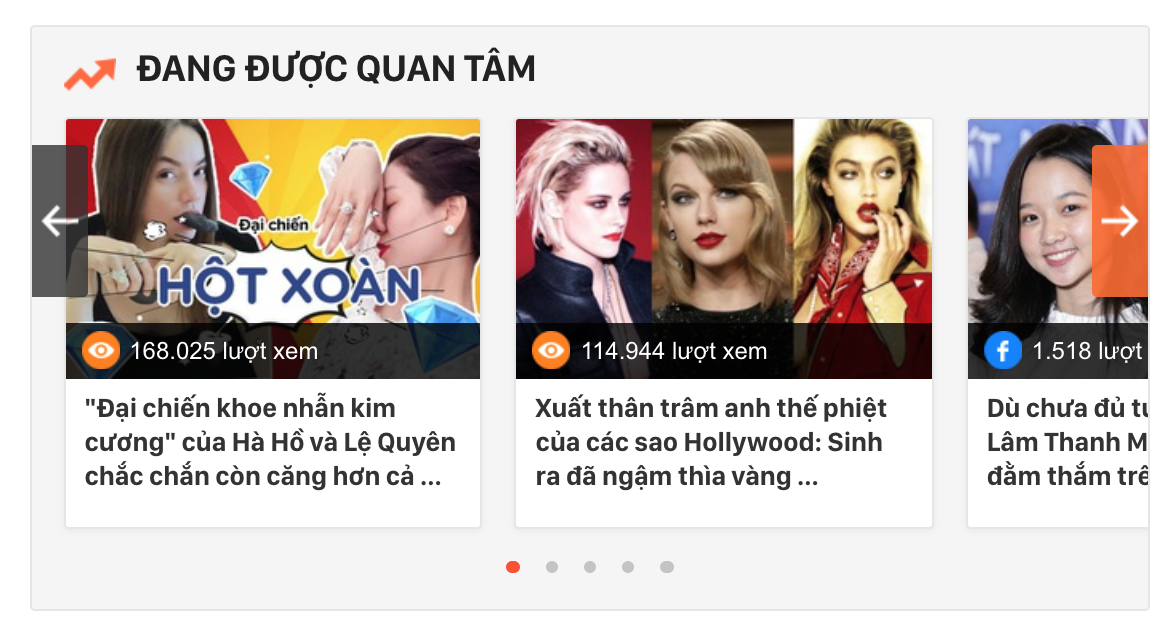 ĐANG ĐƯỢC QUAN TÂM
Đại chiến
HỘT XOÀN
168.025 lượt xem
"Đại chiến khoe nhẫn kim
cương" của Hà Hồ và Lệ Quyên
chắc chắn còn căng hơn cả ...
114.944 lượt xem
Xuất thân trâm anh thế phiệt
của các sao Hollywood: Sinh
ra đã ngậm thìa vàng ...
1.518 lượt
Dù chưa đủ
Lâm Thanh M
đằm thắm